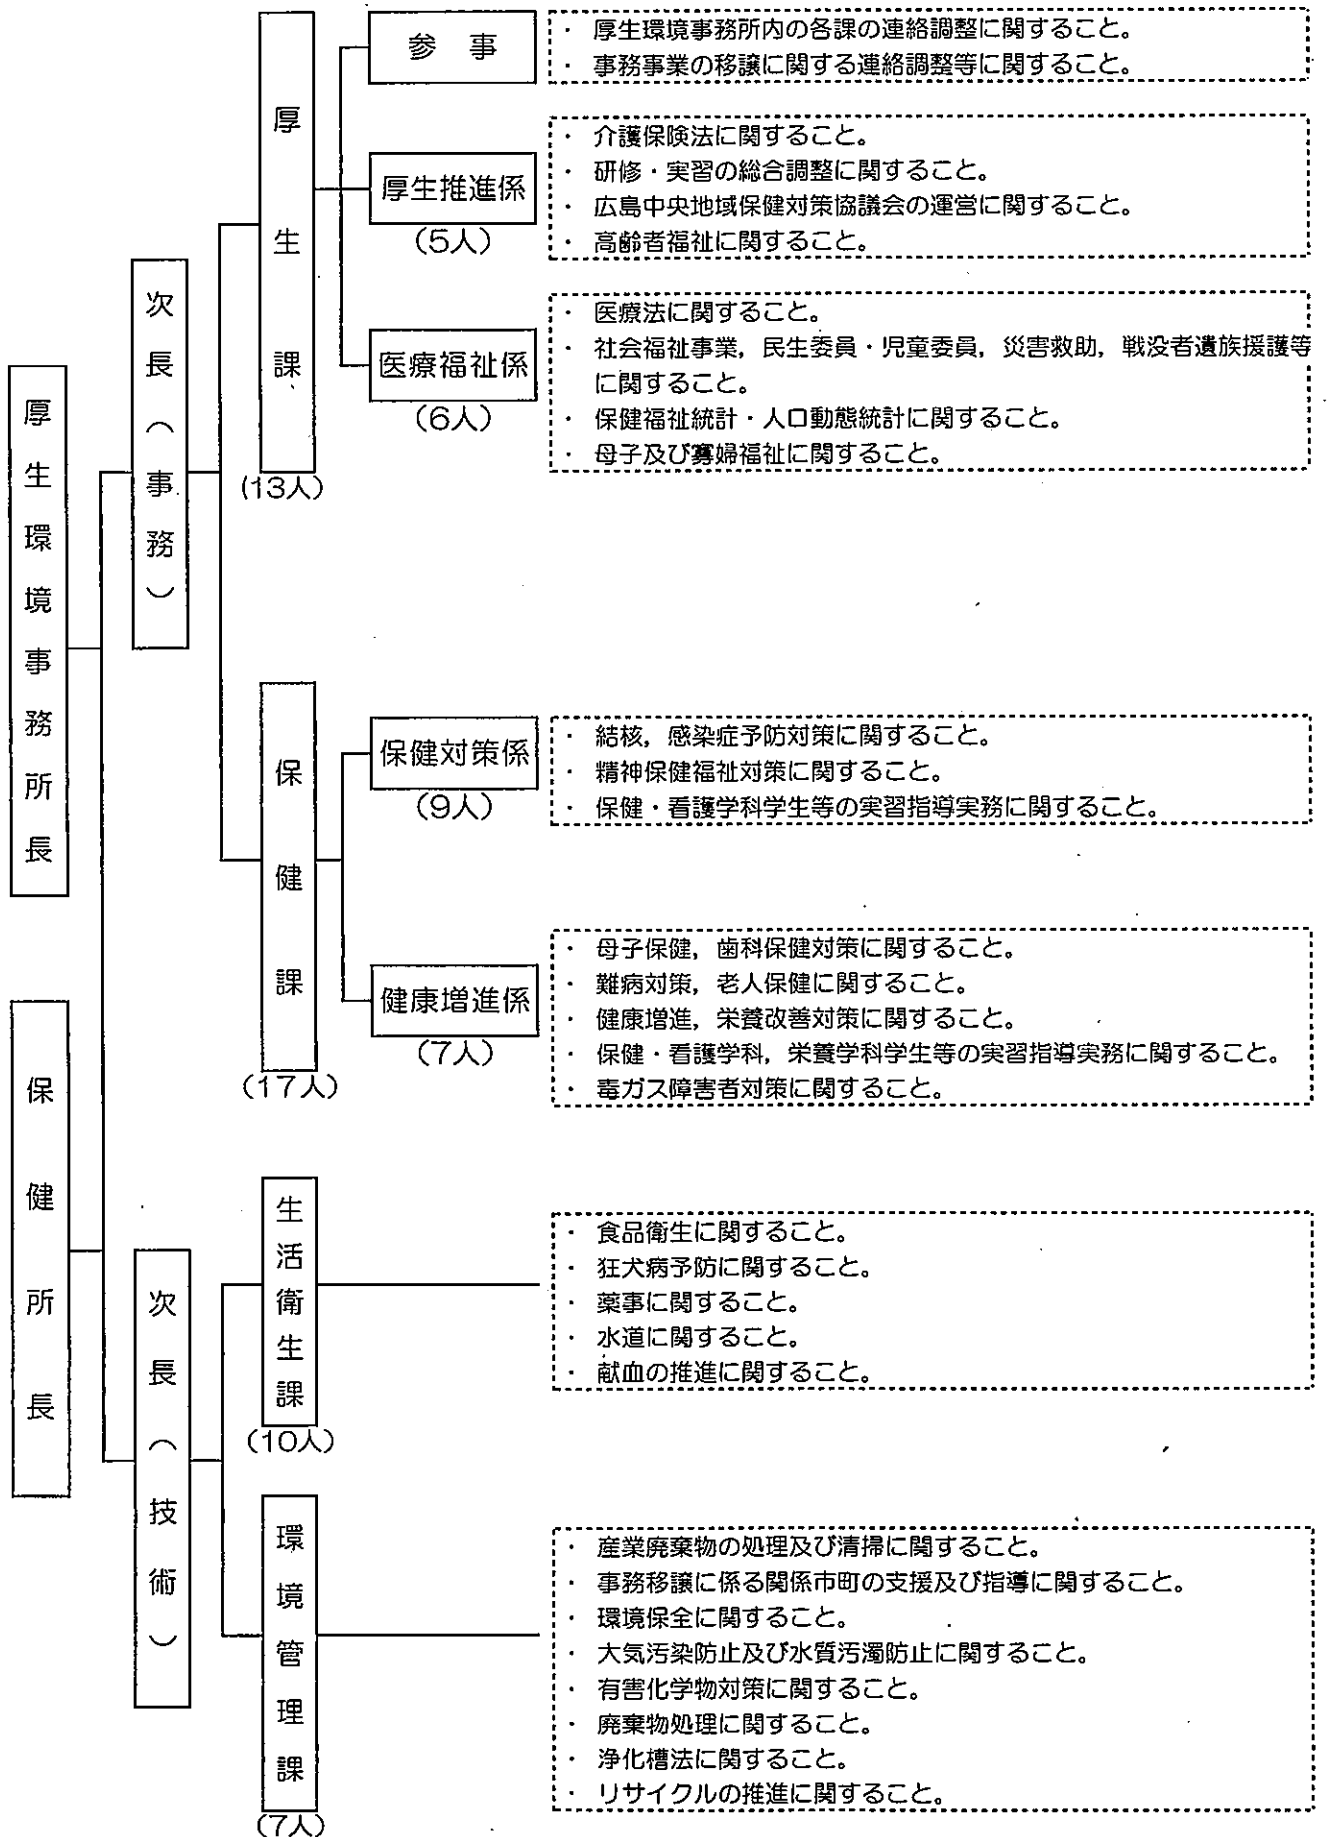 厚生環境事務所長
保健所長
次長（事務）
厚生課
(13人)
参事
・ 厚生環境事務所内の各課の連絡調整に関すること。
・ 事務事業の移譲に関する連絡調整等に関すること。
厚生推進係
(5人)
・ 介護保険法に関すること。
・ 研修・実習の総合調整に関すること。
・ 広島中央地域保健対策協議会の運営に関すること。
・ 高齢者福祉に関すること。
医療福祉係
(6人)
・ 医療法に関すること。
・ 社会福祉事業，民生委員・児童委員，災害救助，戦没者遺族援護等
に関すること。
・ 保健福祉統計・人口動態統計に関すること。
・ 母子及び寡婦福祉に関すること。
保健課
(17人)
保健対策係
(9人)
・ 結核，感染症予防対策に関すること。
・ 精神保健福祉対策に関すること。
・ 保健・看護学科学生等の実習指導実務に関すること。
健康増進係
(7人)
・ 母子保健，歯科保健対策に関すること。
・ 難病対策，老人保健に関すること。
・ 健康増進，栄養改善対策に関すること。
・ 保健・看護学科，栄養学科学生等の実習指導実務に関すること。
・ 毒ガス障害者対策に関すること。
次長（技術）
生活衛生課
(10人)
・ 食品衛生に関すること。
・ 狂犬病予防に関すること。
・ 薬事に関すること。
・ 水道に関すること。
・ 献血の推進に関すること。
環境管理課
(7人)
・ 産業廃棄物の処理及び清掃に関すること。
・ 事務移譲に係る関係市町の支援及び指導に関すること。
・ 環境保全に関すること。
・ 大気汚染防止及び水質汚濁防止に関すること。
・ 有害化学物対策に関すること。
・ 廃棄物処理に関すること。
・ 浄化槽法に関すること。
・ リサイクルの推進に関すること。